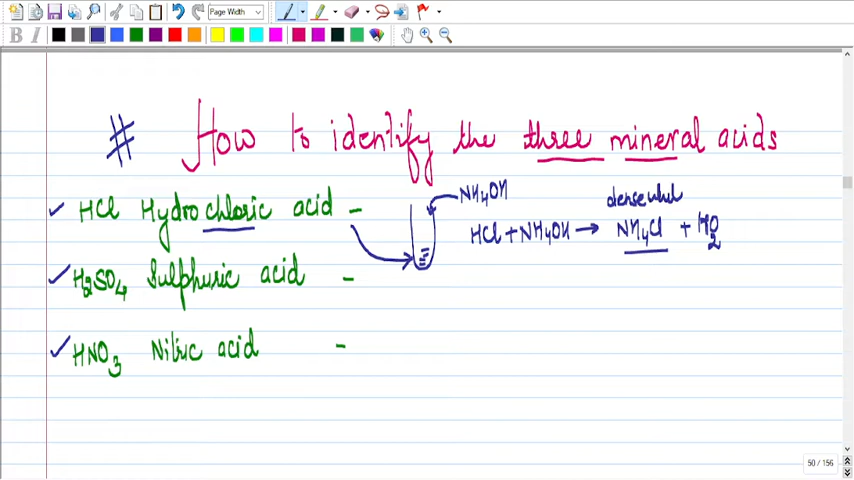 Page Width
B I
# How to identify the three mineral acids
NH4OH
dense
HCl Hydrochloric acid -
HCl + NH4OH → NH4Cl + H2O
H2SO4 Sulphuric acid -
HNO3 Nitric acid -
50 / 156